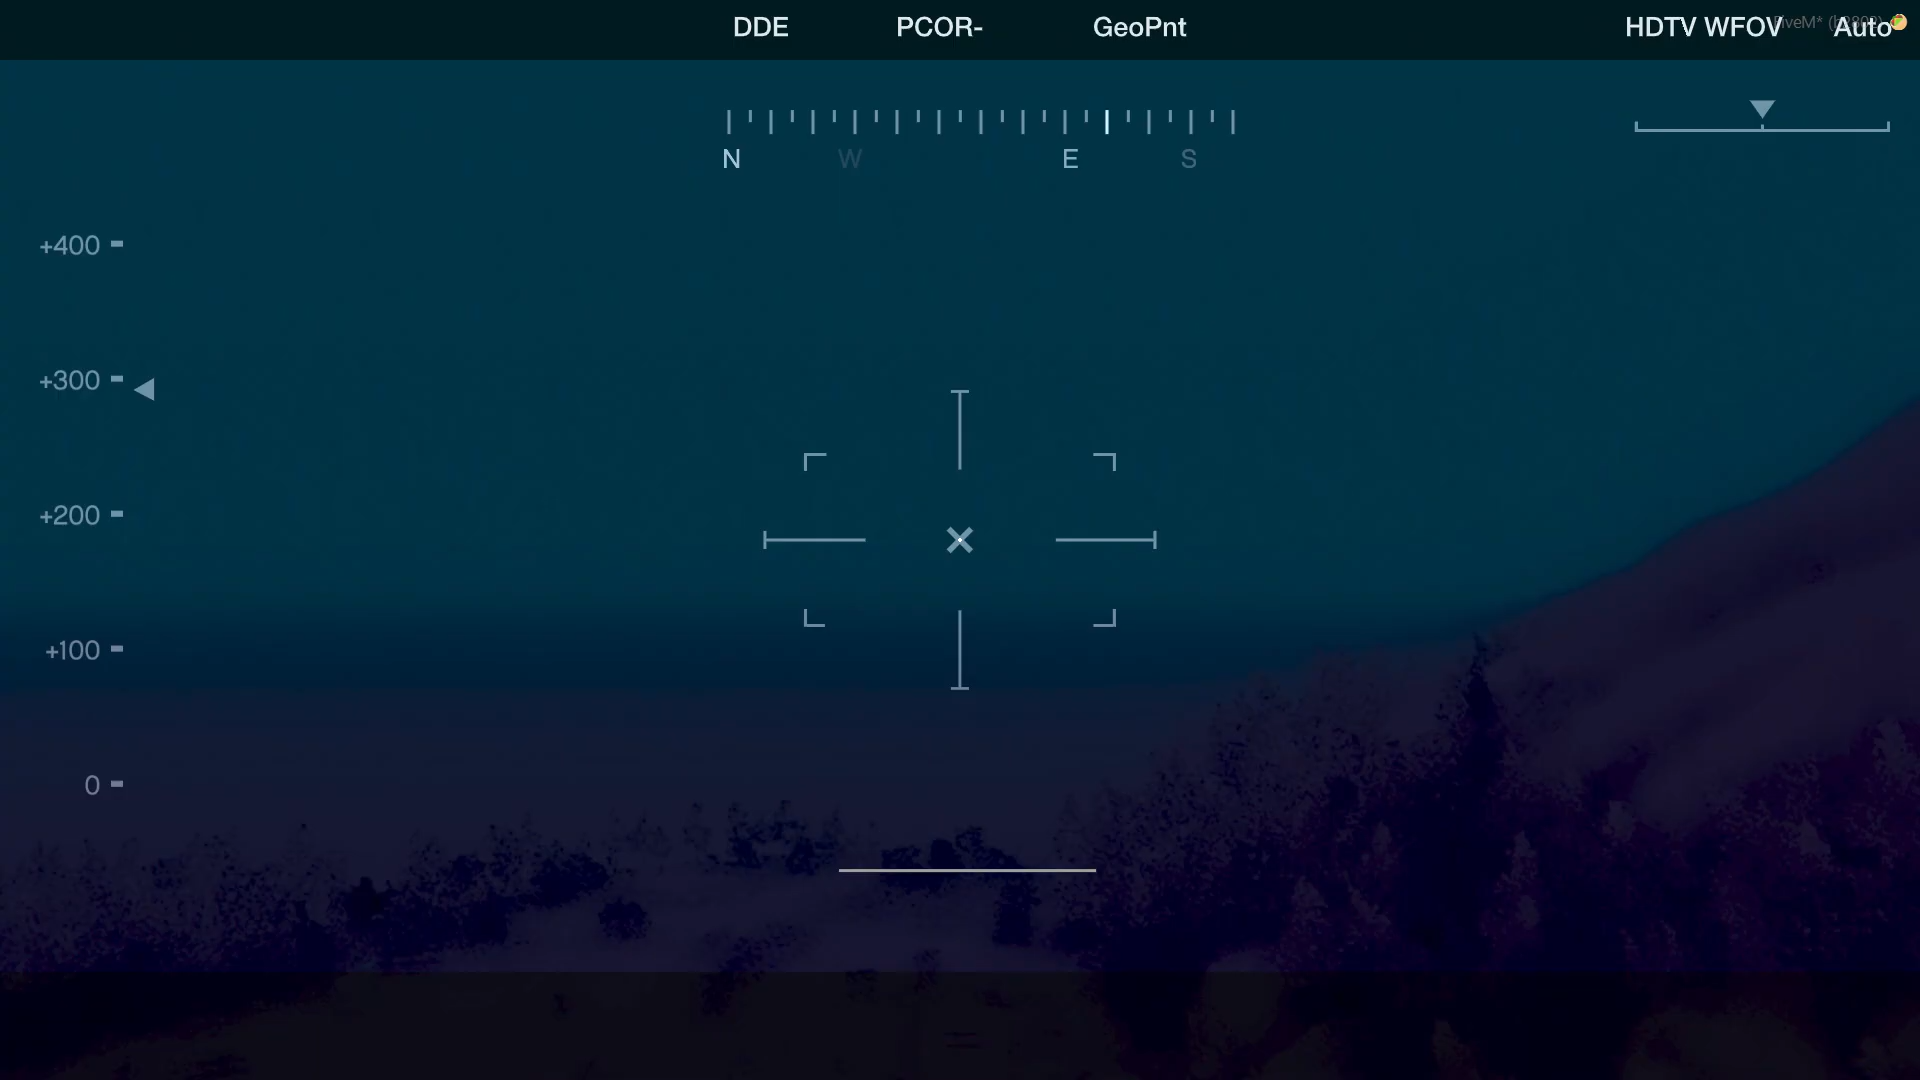 DDE PCOR- GeoPnt HDTV WFOV Auto
N W E S
+400
+300
+200
+100
0